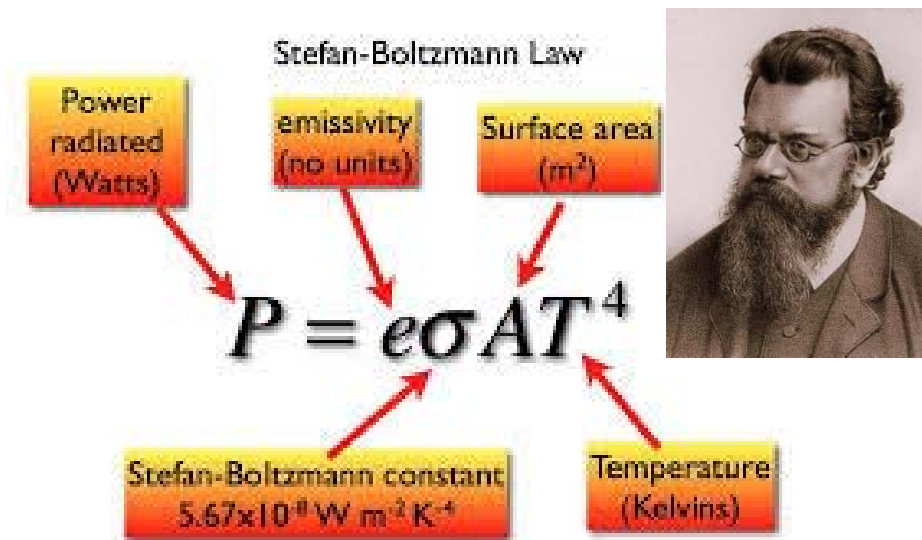 Stefan-Boltzmann Law
Power
radiated
(Watts)
emissivity
(no units)
Surface area
(m²)
P = eσAT⁴
Stefan-Boltzmann constant
5.67x10⁻⁸ W m⁻² K⁻⁴
Temperature
(Kelvins)